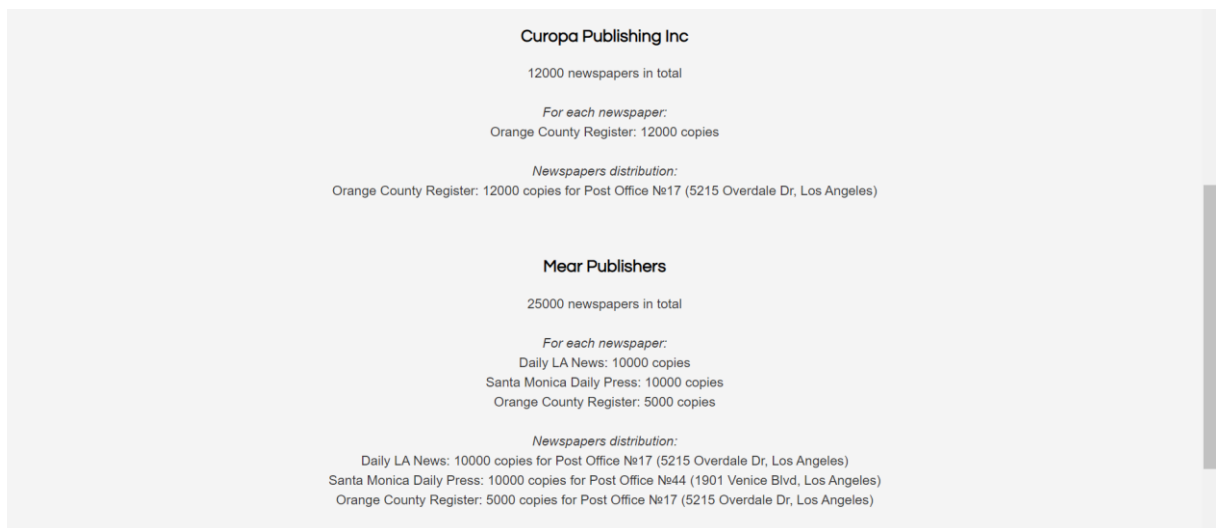 Curopa Publishing Inc
12000 newspapers in total
For each newspaper:
Orange County Register: 12000 copies
Newspapers distribution:
Orange County Register: 12000 copies for Post Office №17 (5215 Overdale Dr, Los Angeles)
Mear Publishers
25000 newspapers in total
For each newspaper:
Daily LA News: 10000 copies
Santa Monica Daily Press: 10000 copies
Orange County Register: 5000 copies
Newspapers distribution:
Daily LA News: 10000 copies for Post Office №17 (5215 Overdale Dr, Los Angeles)
Santa Monica Daily Press: 10000 copies for Post Office №44 (1901 Venice Blvd, Los Angeles)
Orange County Register: 5000 copies for Post Office №17 (5215 Overdale Dr, Los Angeles)